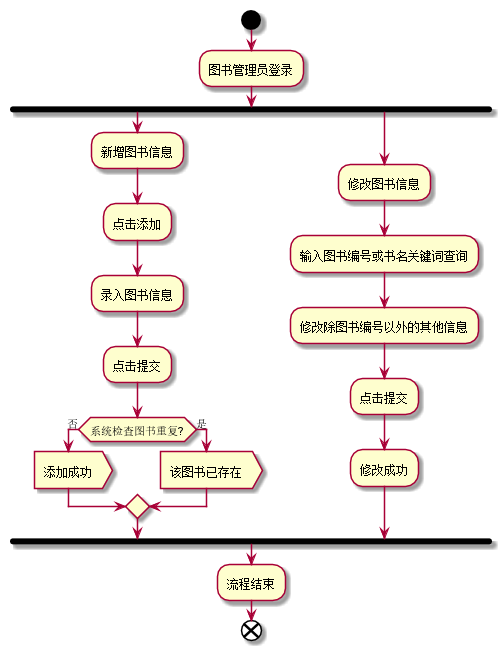 图书管理员登录
新增图书信息
点击添加
录入图书信息
点击提交
否
系统检查图书重复?
是
添加成功
该图书已存在
修改图书信息
输入图书编号或书名关键词查询
修改除图书编号以外的其他信息
点击提交
修改成功
流程结束